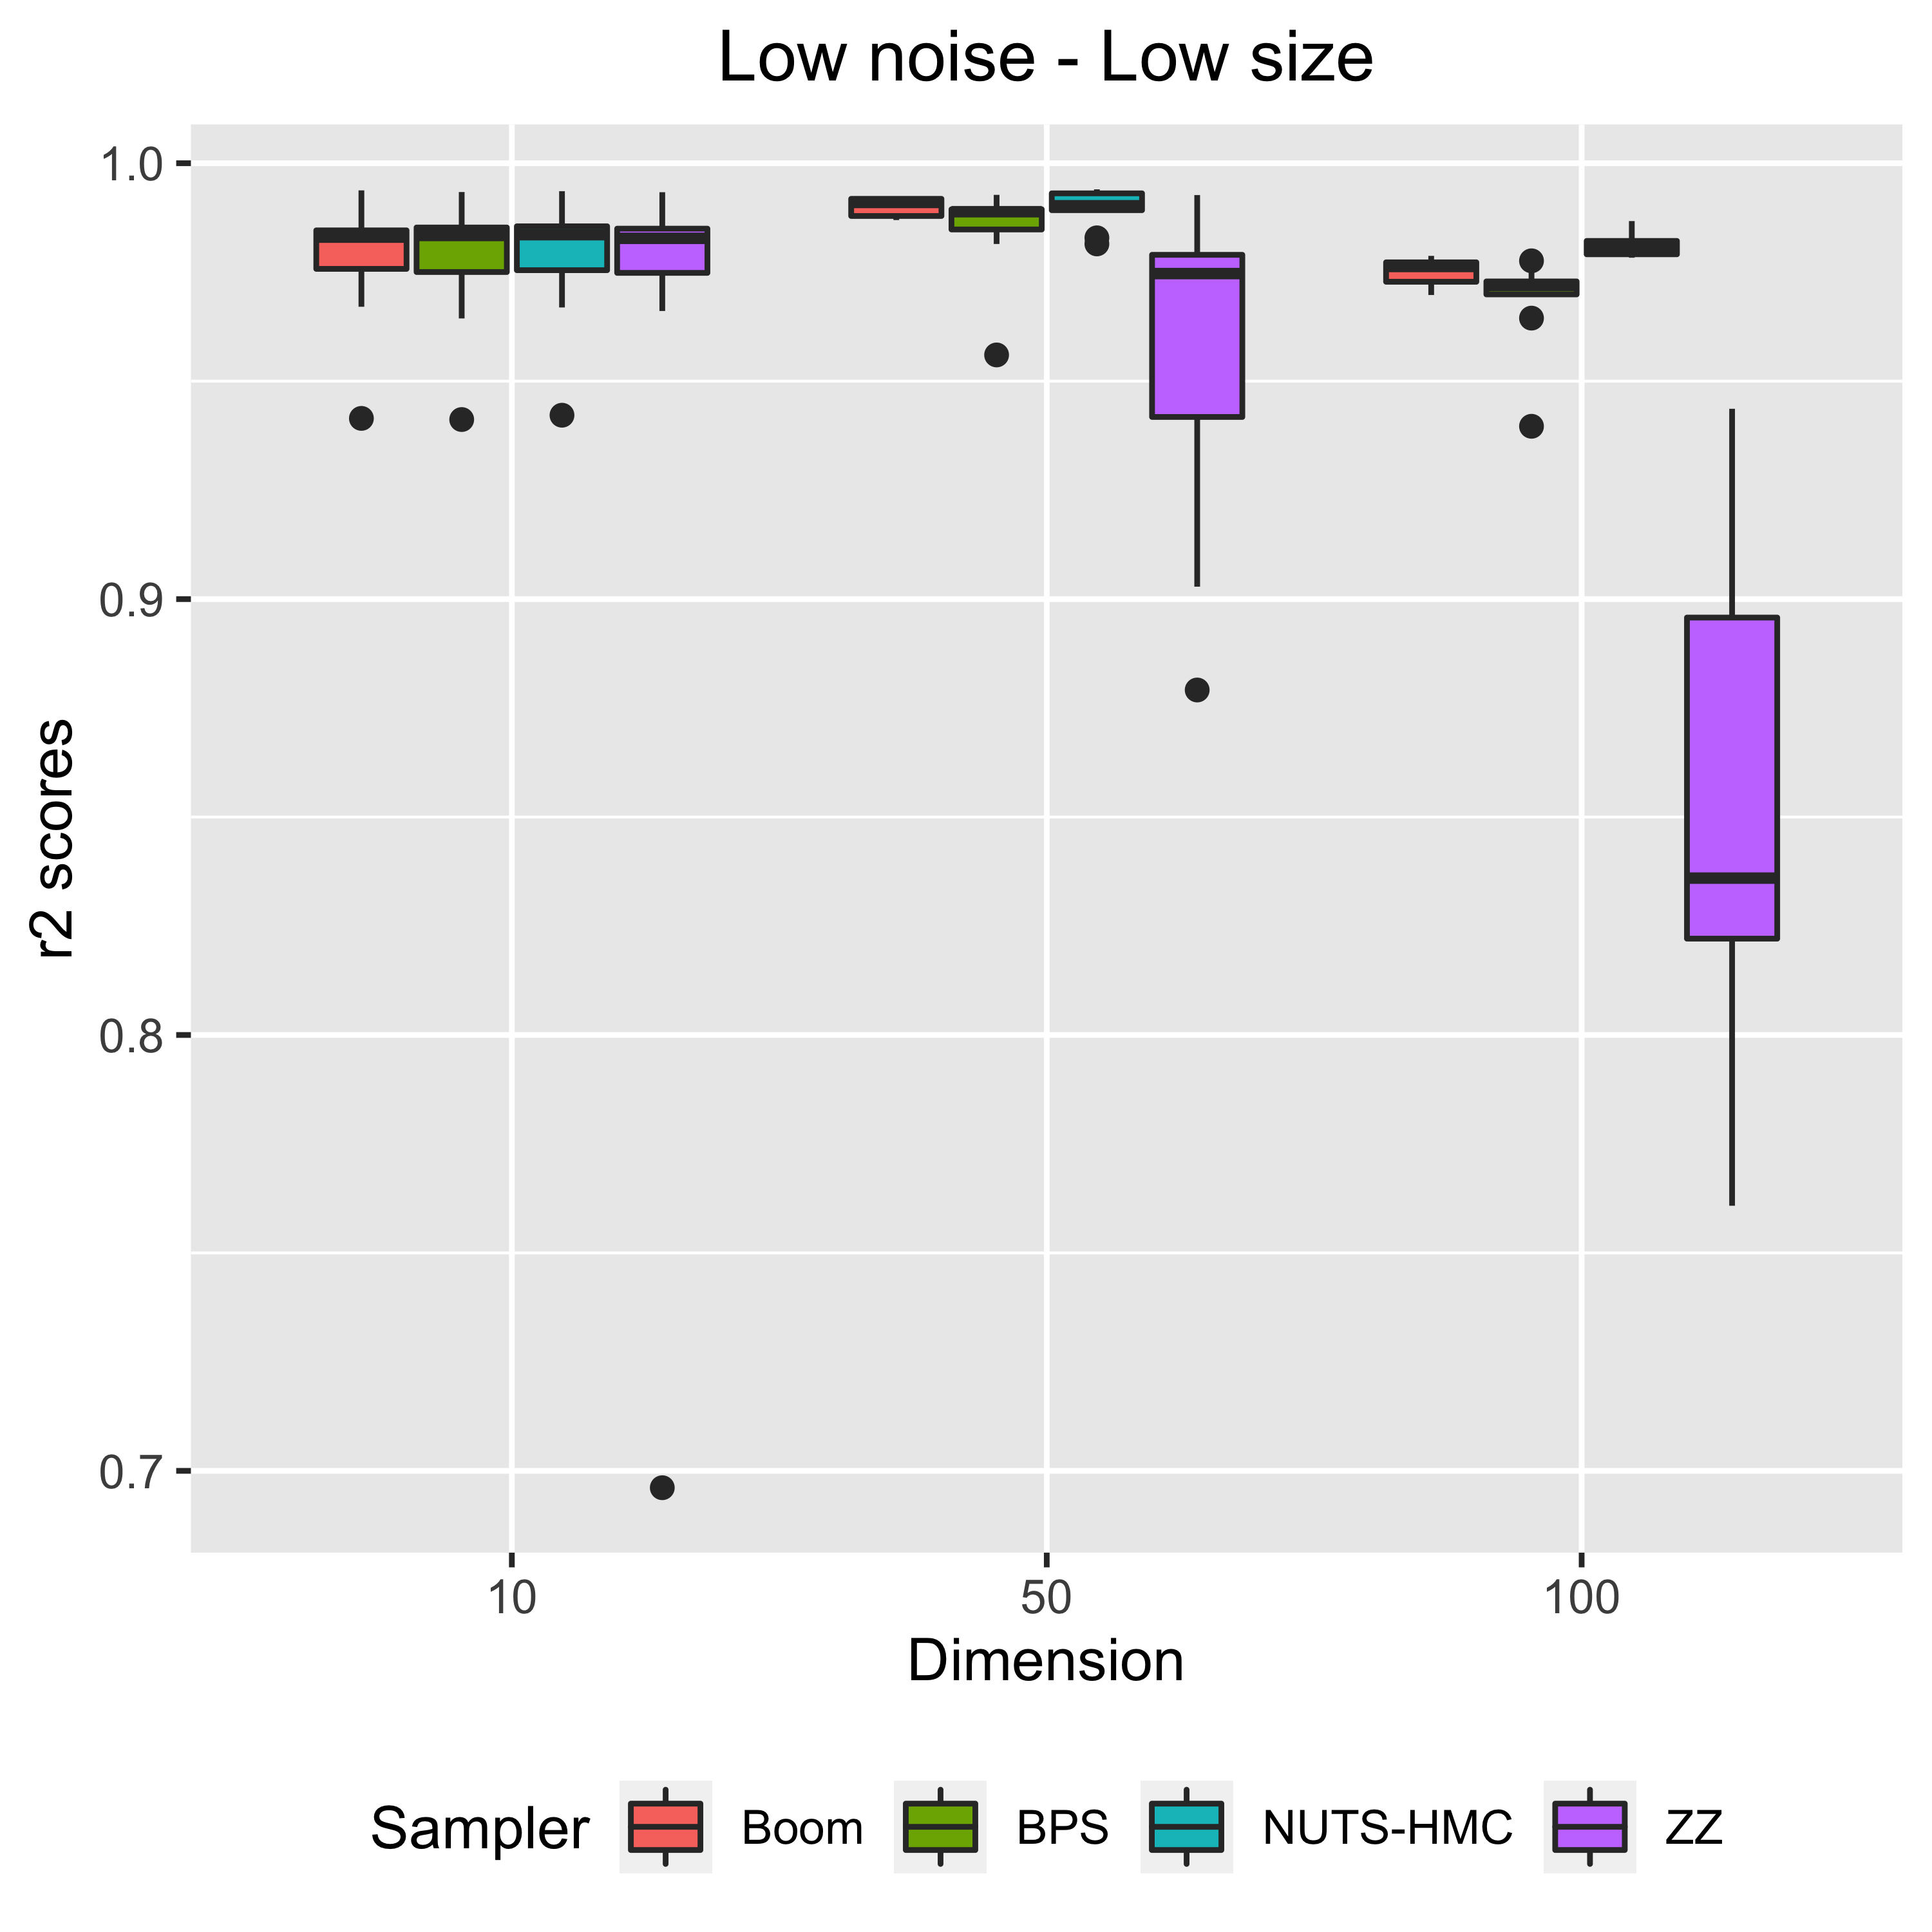 Low noise - Low size
1.0
0.9
0.8
0.7
r2 scores
10 50 100
Dimension
Sampler Boom BPS NUTS-HMC ZZ